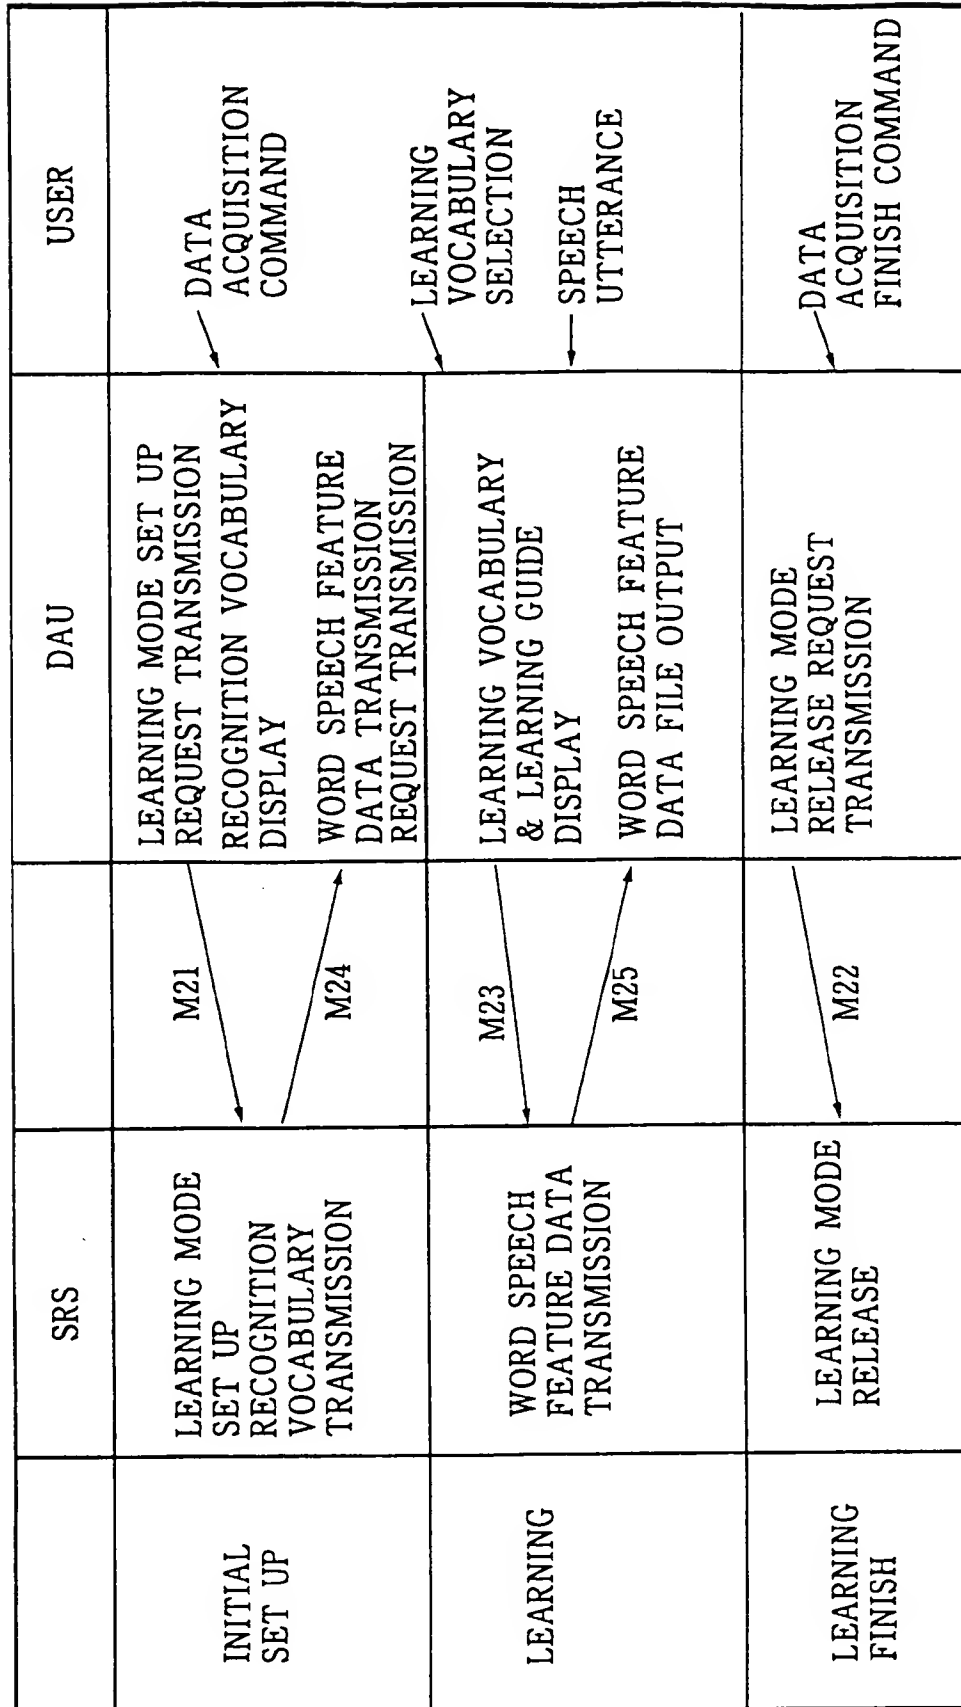 SRS
DAU
USER
INITIAL
SET UP
LEARNING MODE
SET UP
RECOGNITION
VOCABULARY
TRANSMISSION
M21
M24
LEARNING MODE SET UP
REQUEST TRANSMISSION
RECOGNITION VOCABULARY
DISPLAY
WORD SPEECH FEATURE
DATA TRANSMISSION
REQUEST TRANSMISSION
DATA
ACQUISITION
COMMAND
LEARNING
WORD SPEECH
FEATURE DATA
TRANSMISSION
M23
M25
LEARNING VOCABULARY
& LEARNING GUIDE
DISPLAY
WORD SPEECH FEATURE
DATA FILE OUTPUT
LEARNING
VOCABULARY
SELECTION
SPEECH
UTTERANCE
LEARNING
FINISH
LEARNING MODE
RELEASE
M22
LEARNING MODE
RELEASE REQUEST
TRANSMISSION
DATA
ACQUISITION
FINISH COMMAND